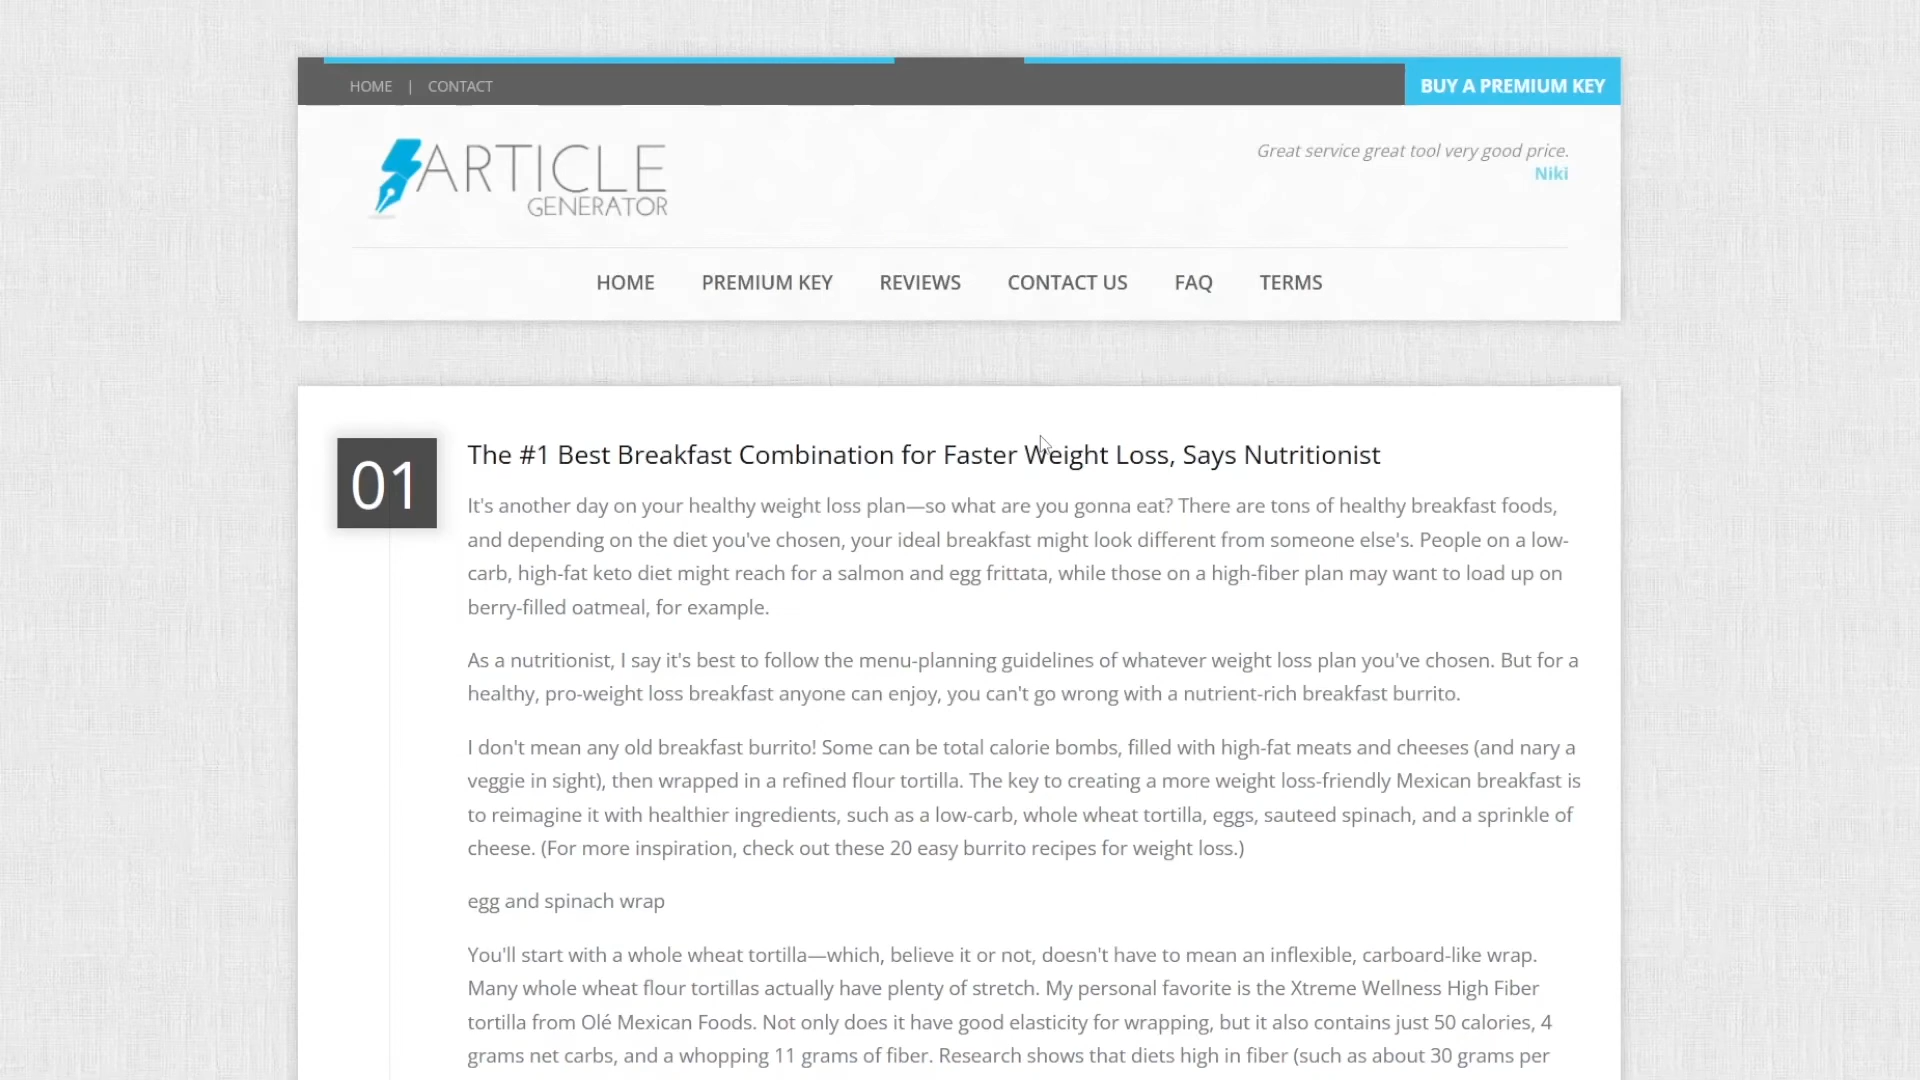 HOME | CONTACT
BUY A PREMIUM KEY
ARTICLE
GENERATOR
Great service great tool very good price.
Niki
HOME PREMIUM KEY REVIEWS CONTACT US FAQ TERMS
01
The #1 Best Breakfast Combination for Faster Weight Loss, Says Nutritionist
It's another day on your healthy weight loss plan—so what are you gonna eat? There are tons of healthy breakfast foods,
and depending on the diet you've chosen, your ideal breakfast might look different from someone else's. People on a low-
carb, high-fat keto diet might reach for a salmon and egg frittata, while those on a high-fiber plan may want to load up on
berry-filled oatmeal, for example.
As a nutritionist, I say it's best to follow the menu-planning guidelines of whatever weight loss plan you've chosen. But for a
healthy, pro-weight loss breakfast anyone can enjoy, you can't go wrong with a nutrient-rich breakfast burrito.
I don't mean any old breakfast burrito! Some can be total calorie bombs, filled with high-fat meats and cheeses (and nary a
veggie in sight), then wrapped in a refined flour tortilla. The key to creating a more weight loss-friendly Mexican breakfast is
to reimagine it with healthier ingredients, such as a low-carb, whole wheat tortilla, eggs, sauteed spinach, and a sprinkle of
cheese. (For more inspiration, check out these 20 easy burrito recipes for weight loss.)
egg and spinach wrap
You'll start with a whole wheat tortilla—which, believe it or not, doesn't have to mean an inflexible, carboard-like wrap.
Many whole wheat flour tortillas actually have plenty of stretch. My personal favorite is the Xtreme Wellness High Fiber
tortilla from Olé Mexican Foods. Not only does it have good elasticity for wrapping, but it also contains just 50 calories, 4
grams net carbs, and a whopping 11 grams of fiber. Research shows that diets high in fiber (such as about 30 grams per